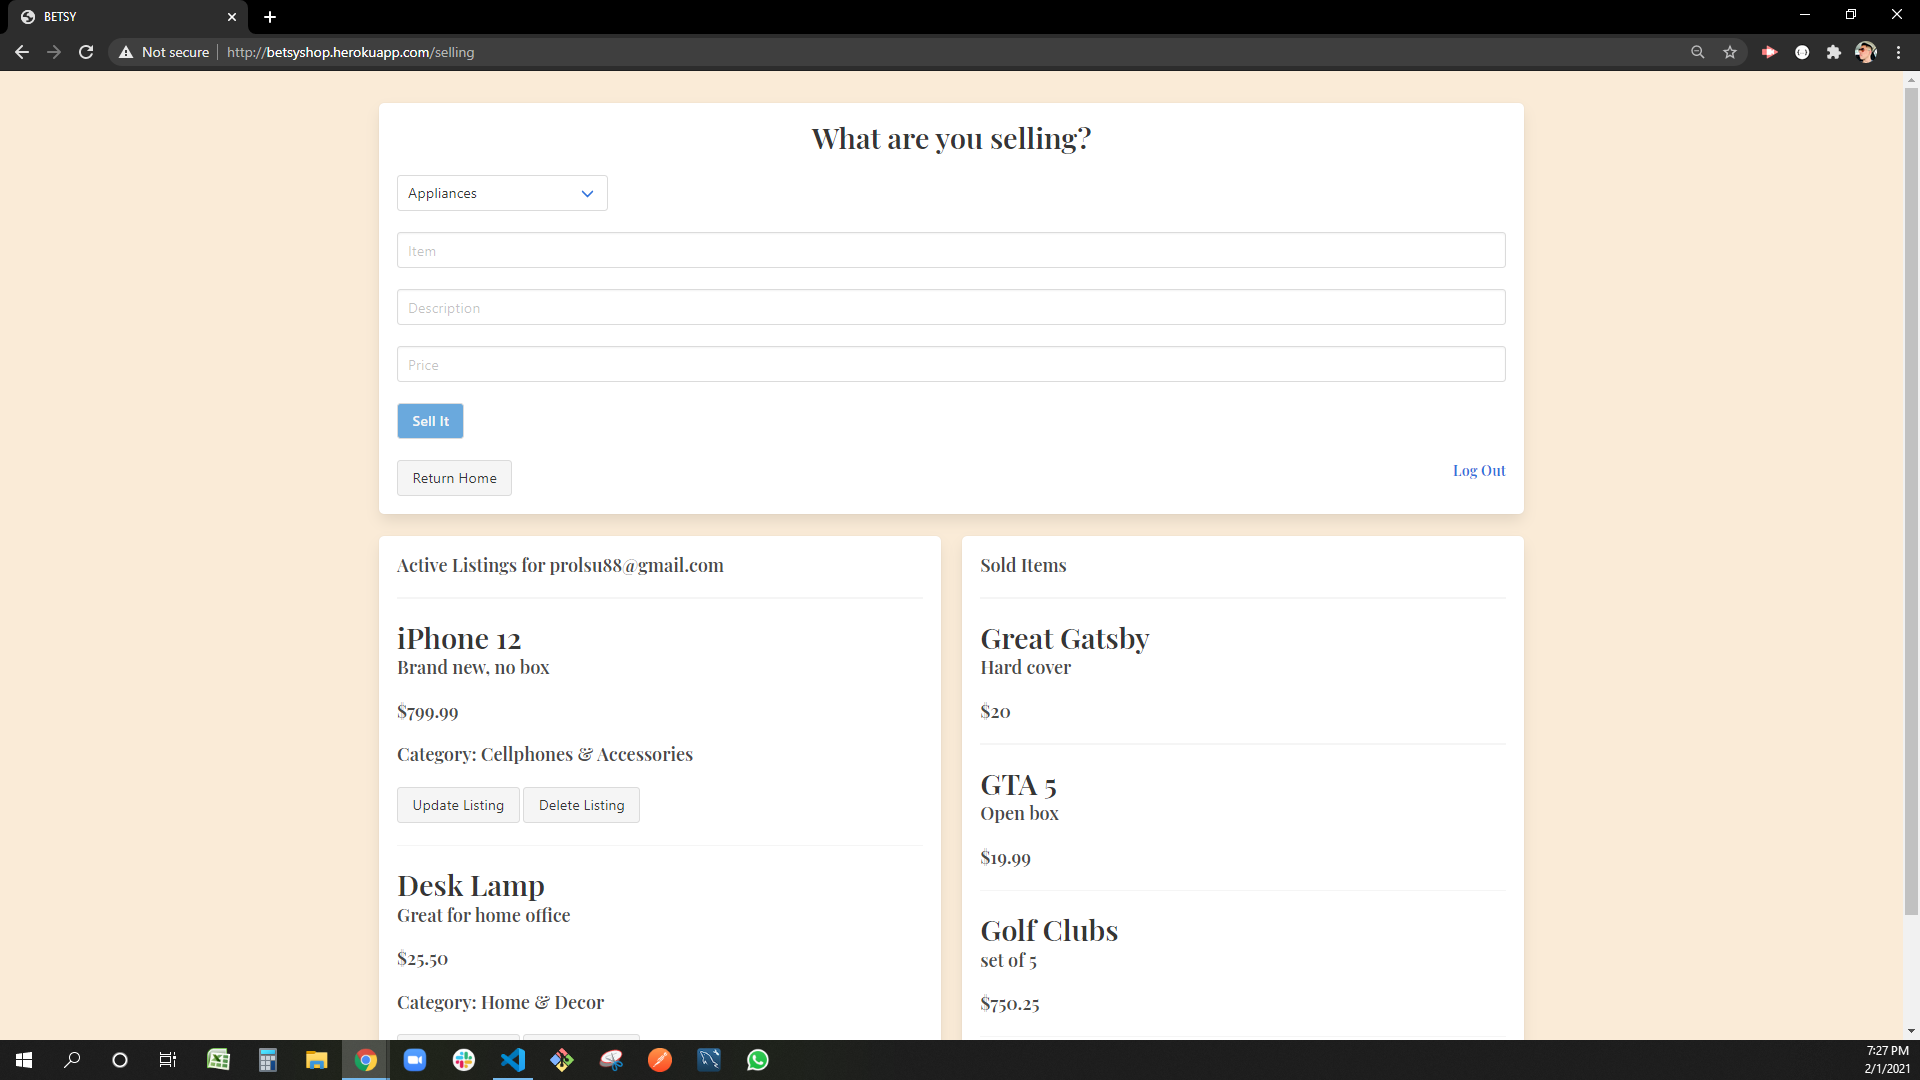 BETSY
Not secure
http://betsyshop.herokuapp.com/selling
What are you selling?
Appliances
Item
Description
Price
Sell It
Return Home
Log Out
Active Listings for prolsu88@gmail.com
iPhone 12
Brand new, no box
$799.99
Category: Cellphones & Accessories
Update Listing
Delete Listing
Desk Lamp
Great for home office
$25.50
Category: Home & Decor
Sold Items
Great Gatsby
Hard cover
$20
GTA 5
Open box
$19.99
Golf Clubs
set of 5
$750.25
7:27 PM
2/1/2021